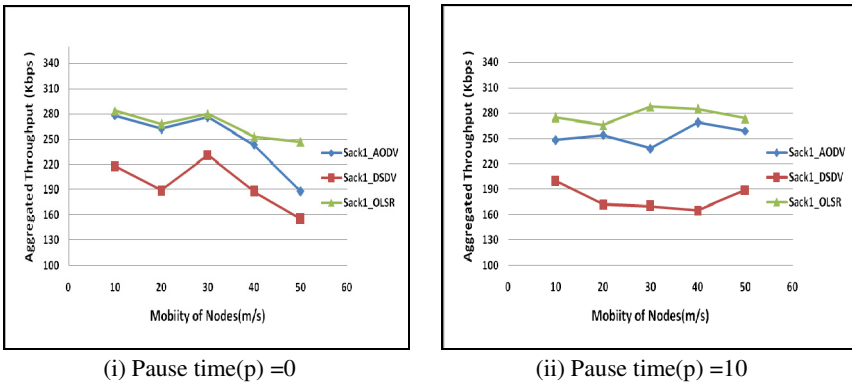 Aggregated Throughput (Kbps )
340
310
280
250
220
190
160
130
100
0 10 20 30 40 50 60
Mobiity of Nodes(m/s)
Sack1_AODV
Sack1_DSDV
Sack1_OLSR
(i) Pause time(p) =0
Aggregated Throughput (Kbps )
340
310
280
250
220
190
160
130
100
0 10 20 30 40 50 60
Mobiity of Nodes(m/s)
Sack1_AODV
Sack1_DSDV
Sack1_OLSR
(ii) Pause time(p) =10